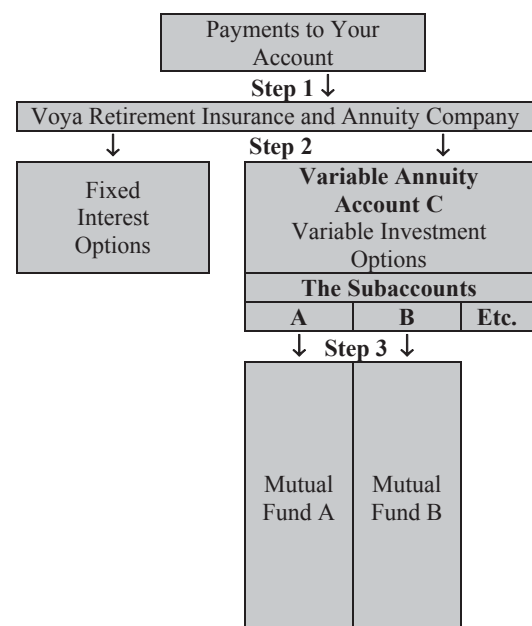 Payments to Your
Account
Step 1 ↓
Voya Retirement Insurance and Annuity Company
↓ Step 2 ↓
Fixed
Interest
Options
Variable Annuity
Account C
Variable Investment
Options
The Subaccounts
A B Etc.
↓ Step 3 ↓
Mutual
Fund A
Mutual
Fund B